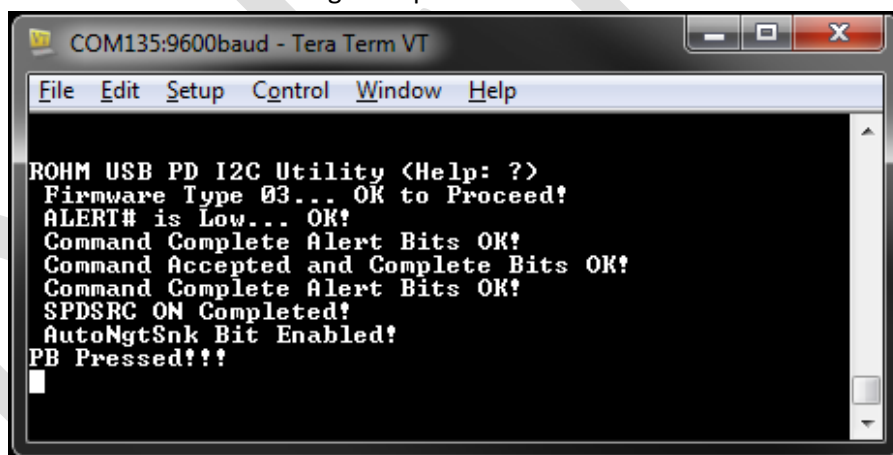 COM135:9600baud - Tera Term VT
File Edit Setup Control Window Help
ROHM USB PD I2C Utility (Help: ?)
Firmware Type 03... OK to Proceed!
ALERT# is Low... OK!
Command Complete Alert Bits OK!
Command Accepted and Complete Bits OK!
Command Complete Alert Bits OK!
SPDSRC ON Completed!
AutoNgtSnk Bit Enabled!
PB Pressed!!!